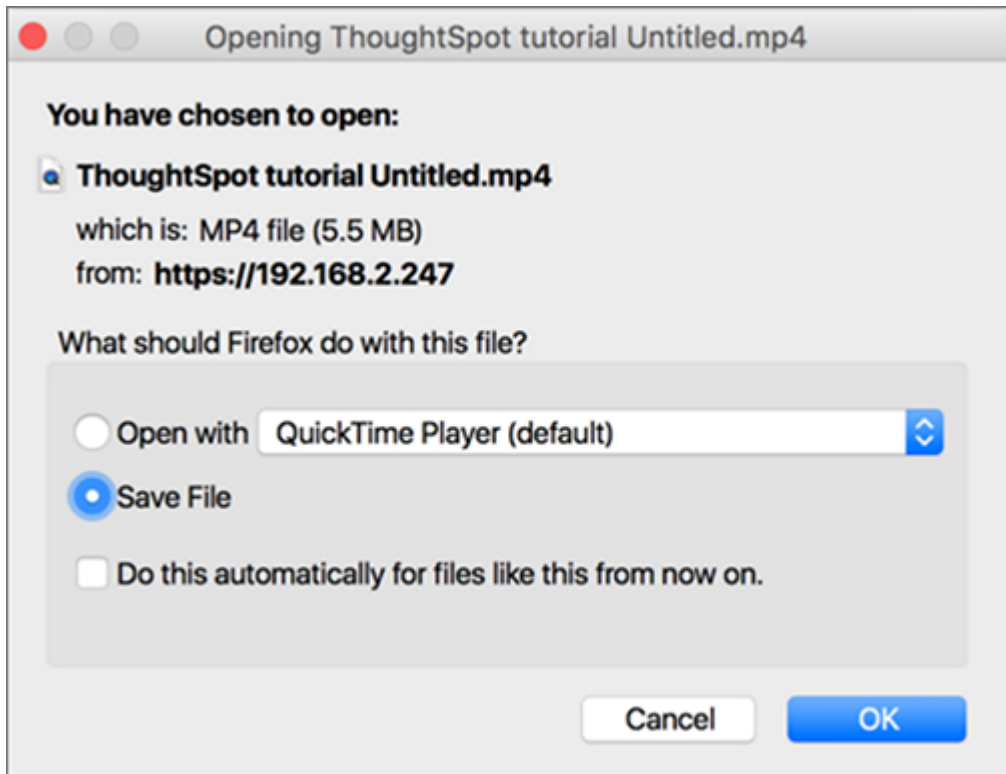 Opening ThoughtSpot tutorial Untitled.mp4
You have chosen to open:
ThoughtSpot tutorial Untitled.mp4
which is: MP4 file (5.5 MB)
from: https://192.168.2.247
What should Firefox do with this file?
Open with QuickTime Player (default)
Save File
Do this automatically for files like this from now on.
Cancel OK